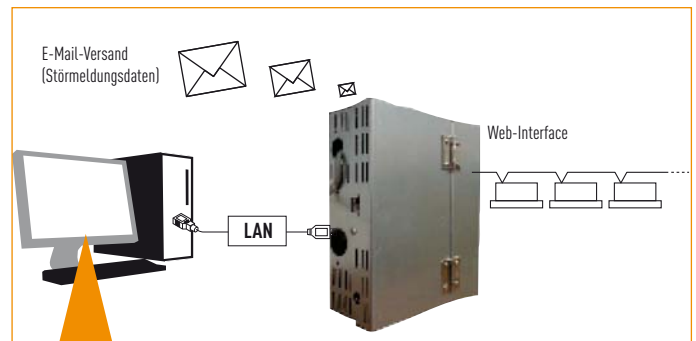 E-Mail-Versand
(Störmeldungsdaten)
Web-Interface
LAN